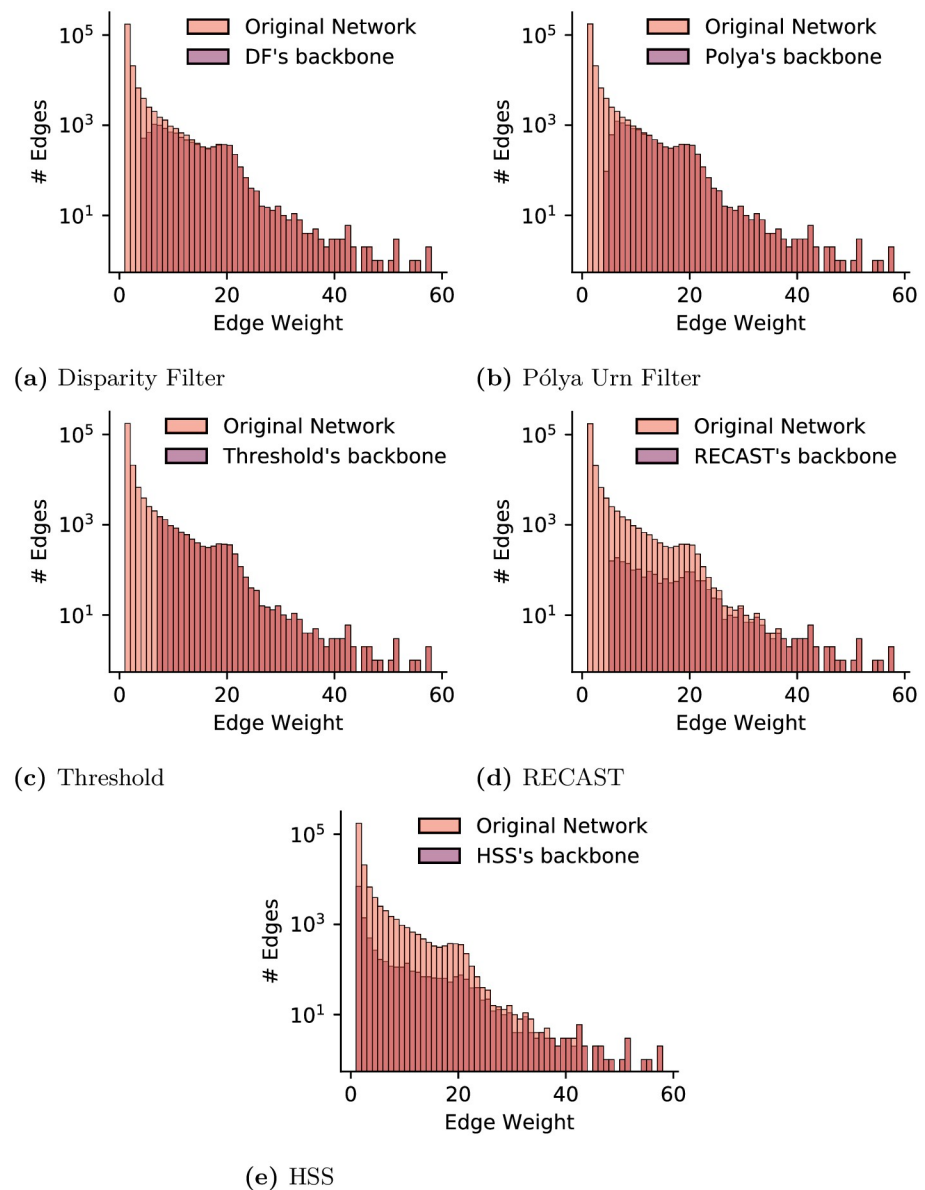 Original Network
DF's backbone
10^5
10^3
10^1
# Edges
0 20 40 60
Edge Weight
(a) Disparity Filter
Original Network
Polya's backbone
10^5
10^3
10^1
# Edges
0 20 40 60
Edge Weight
(b) Pólya Urn Filter
Original Network
Threshold's backbone
10^5
10^3
10^1
# Edges
0 20 40 60
Edge Weight
(c) Threshold
Original Network
RECAST's backbone
10^5
10^3
10^1
# Edges
0 20 40 60
Edge Weight
(d) RECAST
Original Network
HSS's backbone
10^5
10^3
10^1
# Edges
0 20 40 60
Edge Weight
(e) HSS